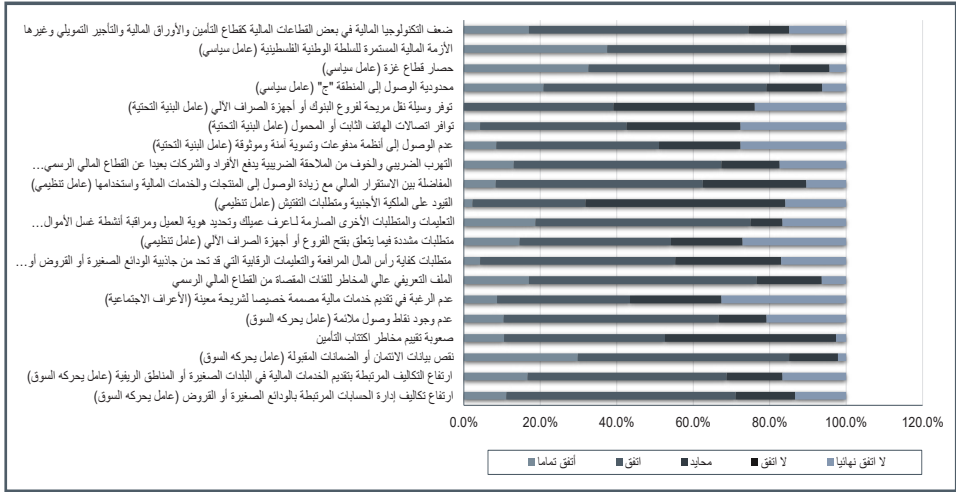 ضعف التكنولوجيا المالية في بعض القطاعات المالية كقطاع التأمين والأوراق المالية والتأجير التمويلي وغيرها
الأزمة المالية المستمرة للسلطة الوطنية الفلسطينية (عامل سياسي)
حصار قطاع غزة (عامل سياسي)
محدودية الوصول إلى المنطقة "ج" (عامل سياسي)
توفر وسيلة نقل مريحة لفروع البنوك أو أجهزة الصراف الآلي (عامل البنية التحتية)
توافر اتصالات الهاتف الثابت أو المحمول (عامل البنية التحتية)
عدم الوصول إلى أنظمة مدفوعات وتسوية آمنة وموثوقة (عامل البنية التحتية)
التهرب الضريبي والخوف من الملاحقة الضريبية يدفع الأفراد والشركات بعيدا عن القطاع المالي الرسمي...
المفاضلة بين الاستقرار المالي مع زيادة الوصول إلى المنتجات والخدمات المالية واستخدامها (عامل تنظيمي)
القيود على الملكية الأجنبية ومتطلبات التفتيش (عامل تنظيمي)
التعليمات والمتطلبات الأخرى الصارمة لـاعرف عميلك وتحديد هوية العميل ومراقبة أنشطة غسل الأموال...
متطلبات مشددة فيما يتعلق بفتح الفروع أو أجهزة الصراف الآلي (عامل تنظيمي)
متطلبات كفاية رأس المال المرافعة والتعليمات الرقابية التي قد تحد من جاذبية الودائع الصغيرة أو القروض أو...
الملف التعريفي عالي المخاطر للفئات المقصاة من القطاع المالي الرسمي
عدم الرغبة في تقديم خدمات مالية مصممة خصيصا لشريحة معينة (الأعراف الاجتماعية)
عدم وجود نقاط وصول ملائمة (عامل يحركه السوق)
صعوبة تقييم مخاطر اكتتاب التأمين
نقص بيانات الائتمان أو الضمانات المقبولة (عامل يحركه السوق)
ارتفاع التكاليف المرتبطة بتقديم الخدمات المالية في البلدات الصغيرة أو المناطق الريفية (عامل يحركه السوق)
ارتفاع تكاليف إدارة الحسابات المرتبطة بالودائع الصغيرة أو القروض (عامل يحركه السوق)
0.0% 20.0% 40.0% 60.0% 80.0% 100.0% 120.0%
أتفق تماما اتفق محايد لا اتفق لا اتفق نهائيا